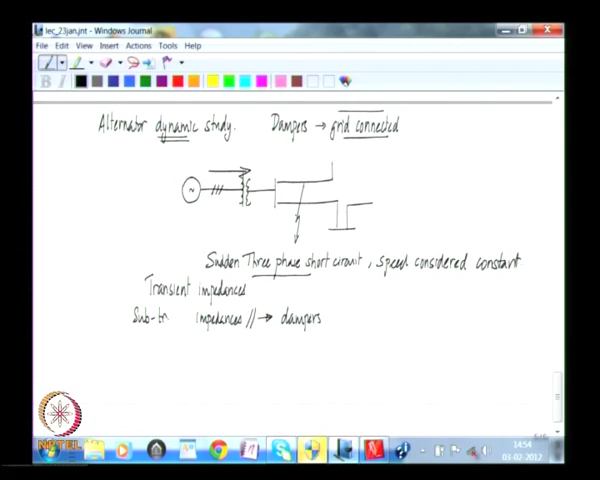 lec_23jan.jnt - Windows Journal
File Edit View Insert Actions Tools Help
Alternator dynamic study. Dampers → grid connected
~
Sudden Three phase short circuit, speed considered constant
Transient impedances
Sub-tr impedances // → dampers
NPTEL
14:54
03-02-2012